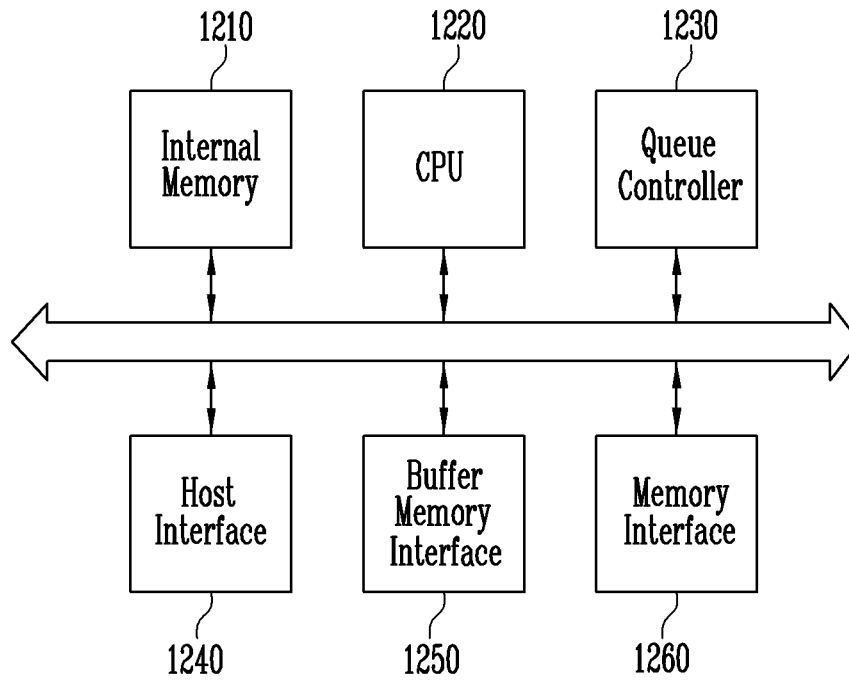 1210
1220
1230
Internal
Memory
CPU
Queue
Controller
Host
Interface
Buffer
Memory
Interface
Memory
Interface
1240
1250
1260